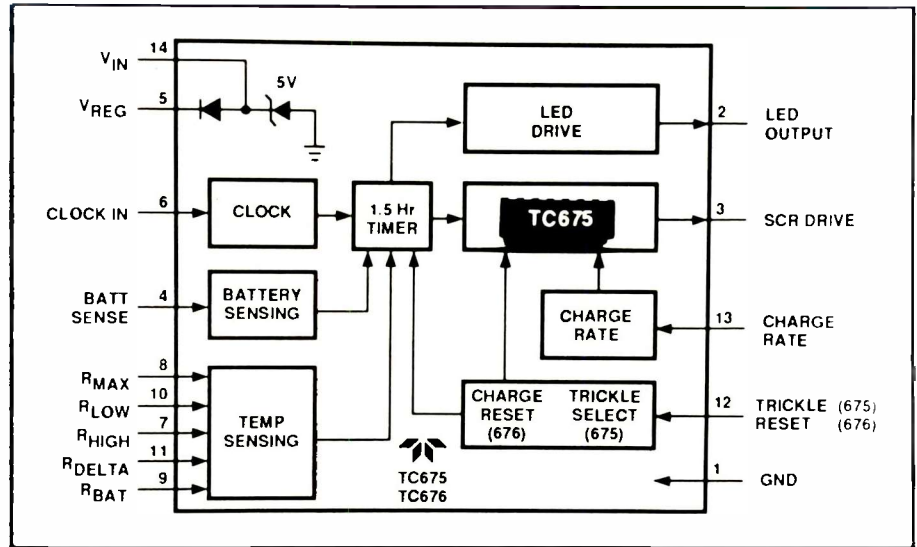 14
V_IN
5V
5
V_REG
LED
DRIVE
2
LED
OUTPUT
6
CLOCK IN
CLOCK
1.5 Hr
TIMER
TC675
3
SCR DRIVE
4
BATT
SENSE
BATTERY
SENSING
CHARGE
RATE
13
CHARGE
RATE
8
R_MAX
10
R_LOW
7
R_HIGH
11
R_DELTA
9
R_BAT
TEMP
SENSING
CHARGE
RESET
(676)
TRICKLE
SELECT
(675)
12
TRICKLE (675)
RESET (676)
TC675
TC676
1
GND